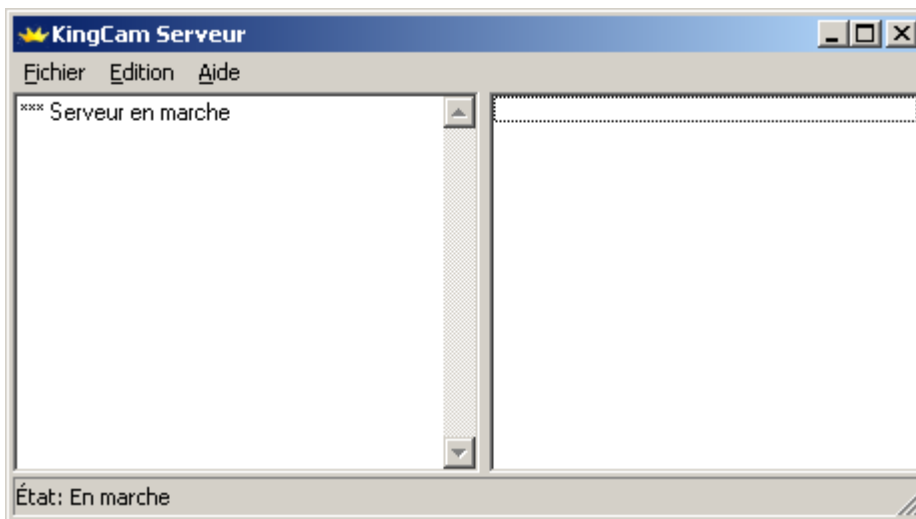 KingCam Serveur
Fichier Edition Aide
*** Serveur en marche
État: En marche